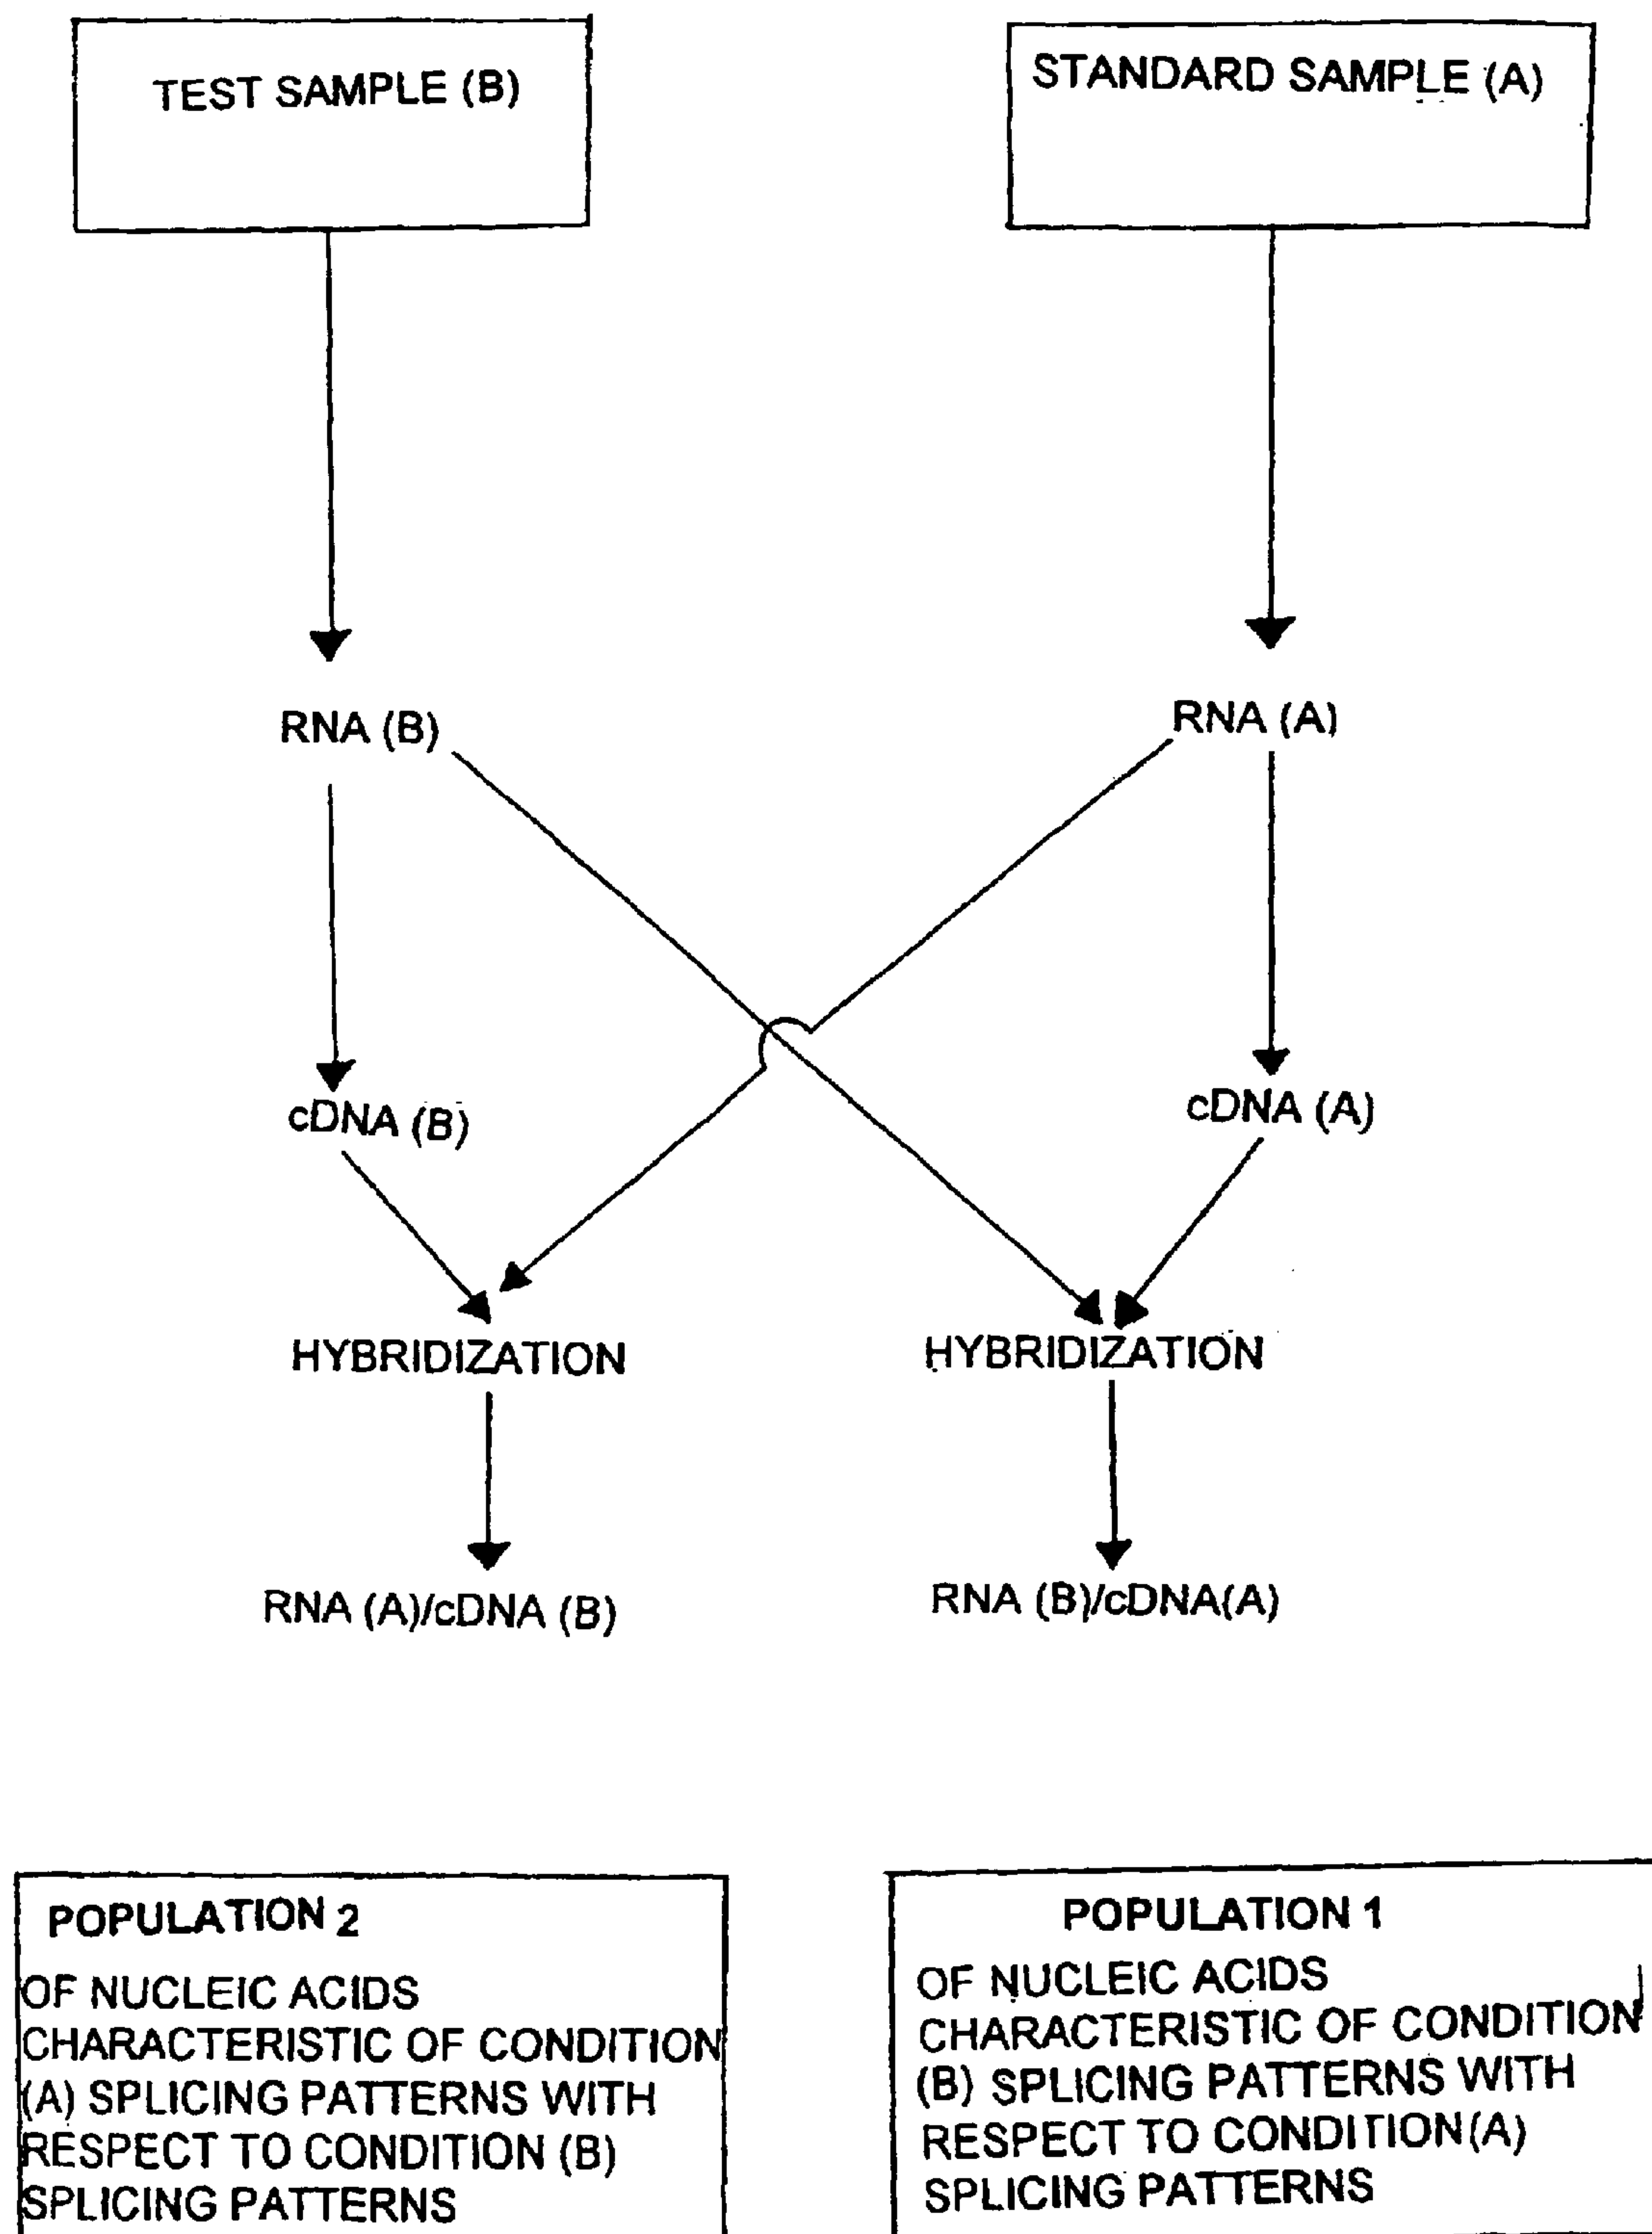 TEST SAMPLE (B)
STANDARD SAMPLE (A)
RNA (B)
RNA (A)
cDNA (B)
cDNA (A)
HYBRIDIZATION
HYBRIDIZATION
RNA (A)/cDNA (B)
RNA (B)/cDNA(A)
POPULATION 2
OF NUCLEIC ACIDS
CHARACTERISTIC OF CONDITION
(A) SPLICING PATTERNS WITH
RESPECT TO CONDITION (B)
SPLICING PATTERNS
POPULATION 1
OF NUCLEIC ACIDS
CHARACTERISTIC OF CONDITION
(B) SPLICING PATTERNS WITH
RESPECT TO CONDITION(A)
SPLICING PATTERNS